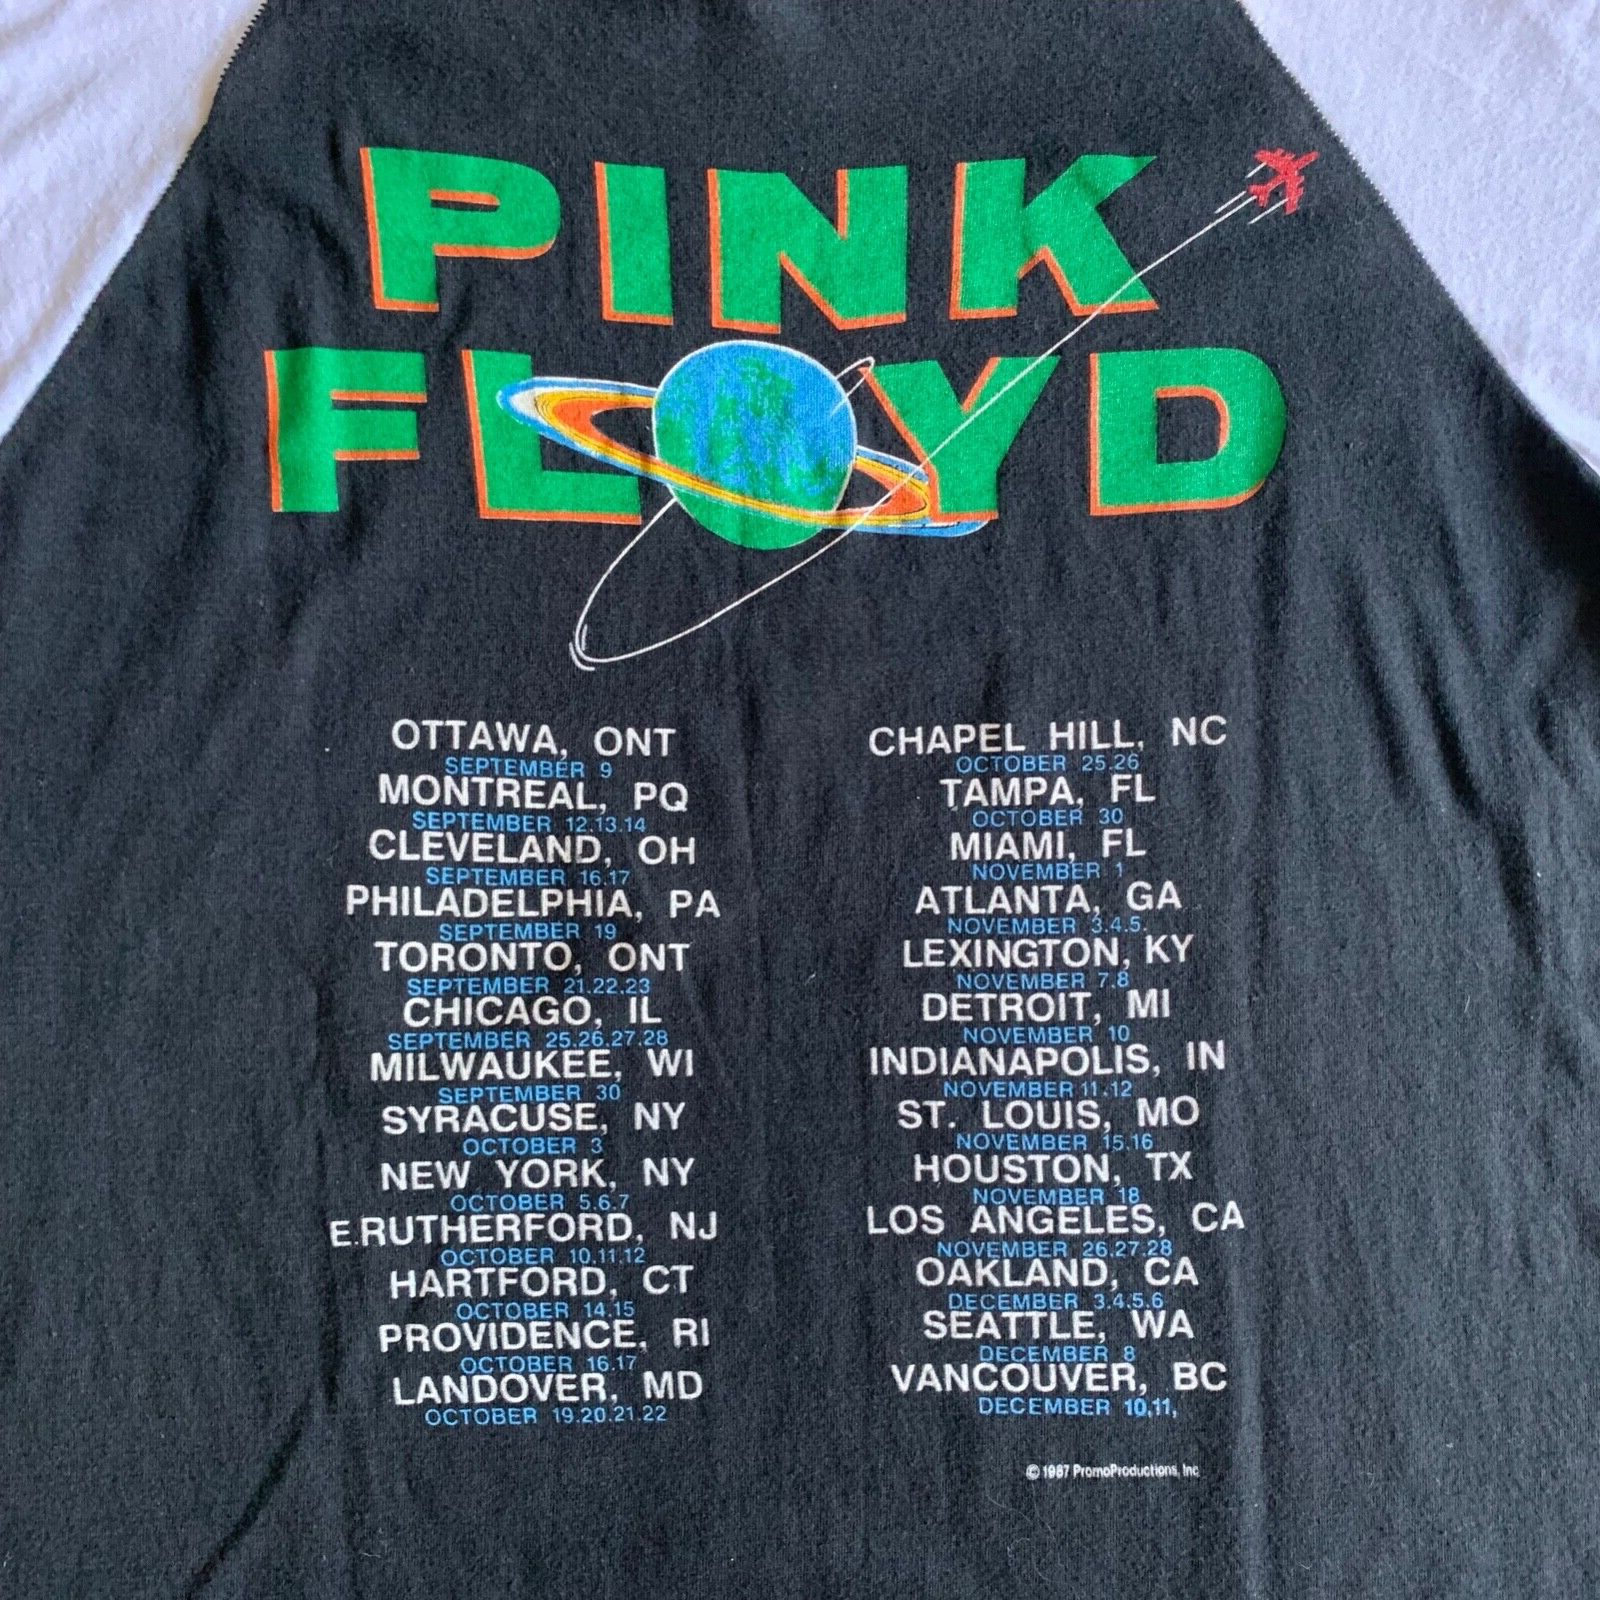 PINK
FLOYD
OTTAWA, ONT
SEPTEMBER 9
MONTREAL, PQ
SEPTEMBER 12.13.14
CLEVELAND, OH
SEPTEMBER 16.17
PHILADELPHIA, PA
SEPTEMBER 19
TORONTO, ONT
SEPTEMBER 21.22.23
CHICAGO, IL
SEPTEMBER 25.26.27.28
MILWAUKEE, WI
SEPTEMBER 30
SYRACUSE, NY
OCTOBER 3
NEW YORK, NY
OCTOBER 5.6.7
E.RUTHERFORD, NJ
OCTOBER 10.11.12
HARTFORD, CT
OCTOBER 14.15
PROVIDENCE, RI
OCTOBER 16.17
LANDOVER, MD
OCTOBER 19.20.21.22
CHAPEL HILL, NC
OCTOBER 25.26
TAMPA, FL
OCTOBER 30
MIAMI, FL
NOVEMBER 1
ATLANTA, GA
NOVEMBER 3.4.5.
LEXINGTON, KY
NOVEMBER 7.8
DETROIT, MI
NOVEMBER 10
INDIANAPOLIS, IN
NOVEMBER 11.12
ST. LOUIS, MO
NOVEMBER 15.16
HOUSTON, TX
NOVEMBER 18
LOS ANGELES, CA
NOVEMBER 26.27.28
OAKLAND, CA
DECEMBER 3.4.5.6
SEATTLE, WA
DECEMBER 8
VANCOUVER, BC
DECEMBER 10,11,
© 1987 PromoProductions, Inc